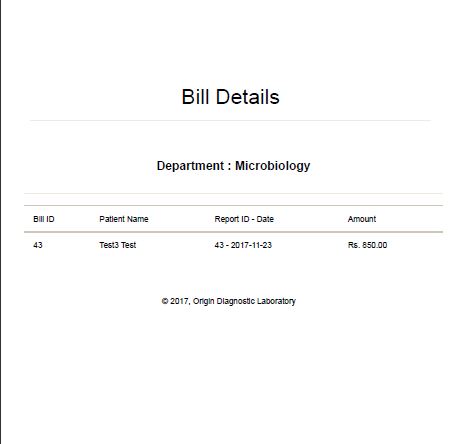 Bill Details
Department : Microbiology
Bill ID Patient Name Report ID - Date Amount
43 Test3 Test 43 - 2017-11-23 Rs. 850.00
© 2017, Origin Diagnostic Laboratory